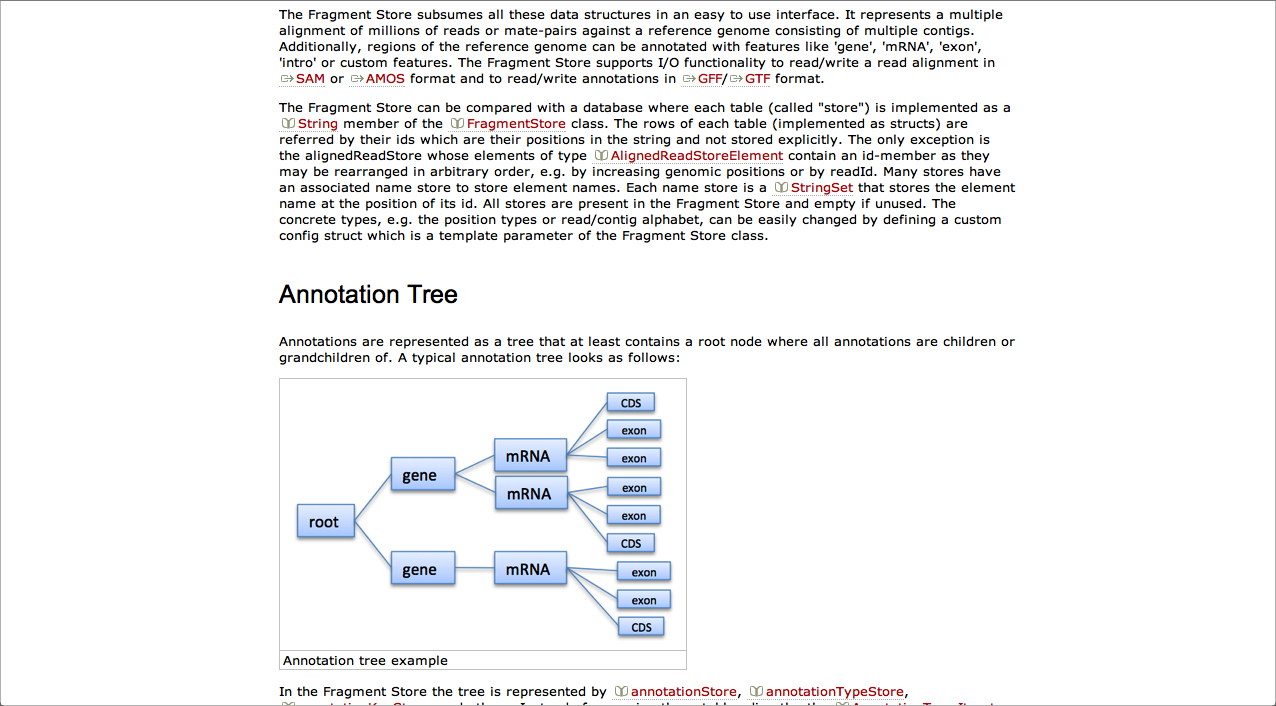 The Fragment Store subsumes all these data structures in an easy to use interface. It represents a multiple
alignment of millions of reads or mate-pairs against a reference genome consisting of multiple contigs.
Additionally, regions of the reference genome can be annotated with features like 'gene', 'mRNA', 'exon',
'intro' or custom features. The Fragment Store supports I/O functionality to read/write a read alignment in
SAM or AMOS format and to read/write annotations in GFF/GTF format.
The Fragment Store can be compared with a database where each table (called "store") is implemented as a
String member of the FragmentStore class. The rows of each table (implemented as structs) are
referred by their ids which are their positions in the string and not stored explicitly. The only exception is
the alignedReadStore whose elements of type AlignedReadStoreElement contain an id-member as they
may be rearranged in arbitrary order, e.g. by increasing genomic positions or by readId. Many stores have
an associated name store to store element names. Each name store is a StringSet that stores the element
name at the position of its id. All stores are present in the Fragment Store and empty if unused. The
concrete types, e.g. the position types or read/contig alphabet, can be easily changed by defining a custom
config struct which is a template parameter of the Fragment Store class.
Annotation Tree
Annotations are represented as a tree that at least contains a root node where all annotations are children or
grandchildren of. A typical annotation tree looks as follows:
root
gene
mRNA
CDS
exon
exon
mRNA
exon
exon
CDS
gene
mRNA
exon
exon
CDS
Annotation tree example
In the Fragment Store the tree is represented by annotationStore, annotationTypeStore,